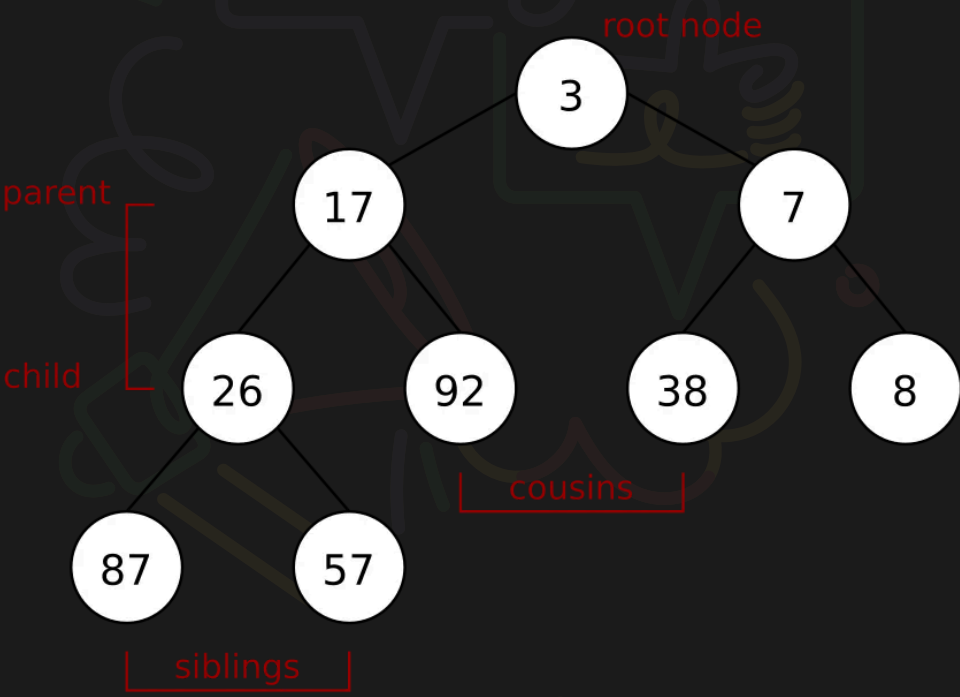 root node
3
parent
17
7
child
26
92
38
8
cousins
87
57
siblings